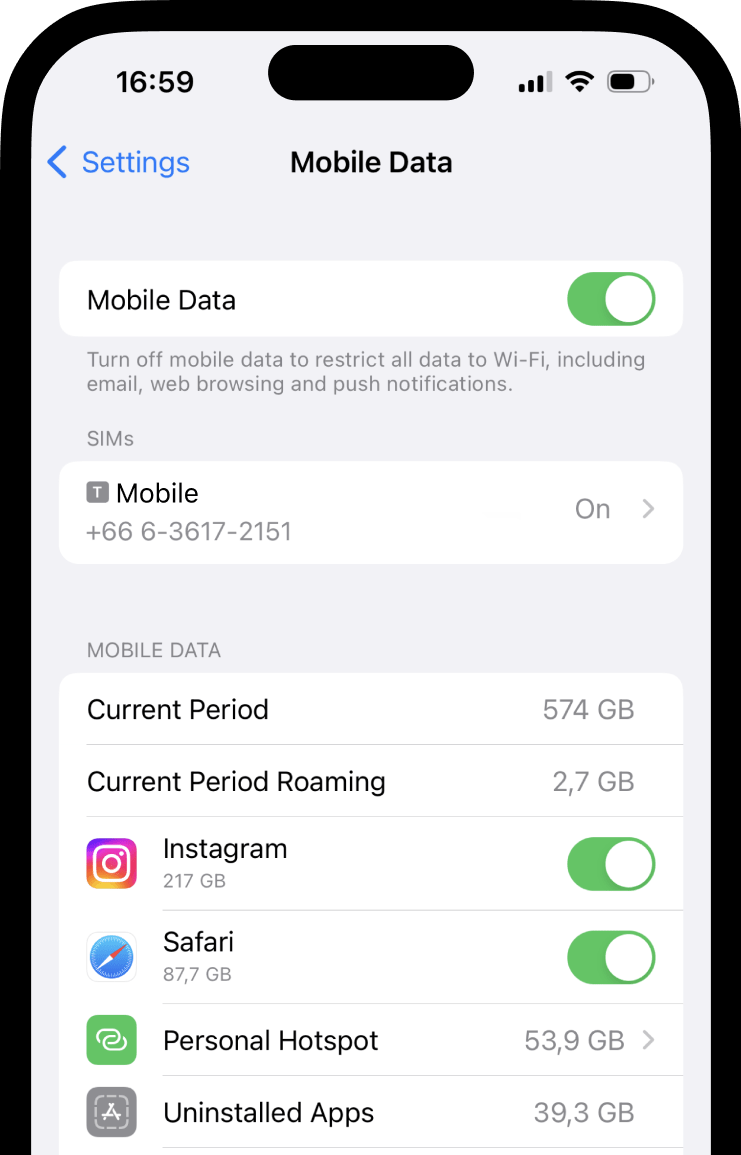 16:59
Settings
Mobile Data
Mobile Data
Turn off mobile data to restrict all data to Wi-Fi, including
email, web browsing and push notifications.
SIMs
T Mobile
On
+66 6-3617-2151
MOBILE DATA
Current Period 574 GB
Current Period Roaming 2,7 GB
Instagram
217 GB
Safari
87,7 GB
Personal Hotspot 53,9 GB
Uninstalled Apps 39,3 GB